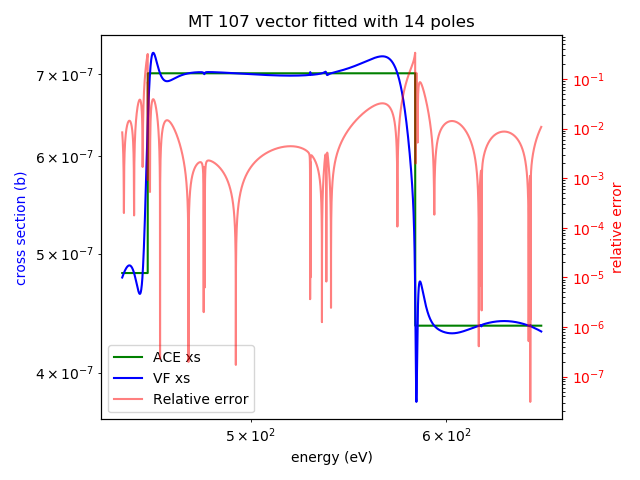 MT 107 vector fitted with 14 poles
7 × 10⁻⁷
6 × 10⁻⁷
5 × 10⁻⁷
4 × 10⁻⁷
cross section (b)
10⁻¹
10⁻²
10⁻³
10⁻⁴
10⁻⁵
10⁻⁶
10⁻⁷
relative error
ACE xs
VF xs
Relative error
5 × 10² 6 × 10²
energy (eV)